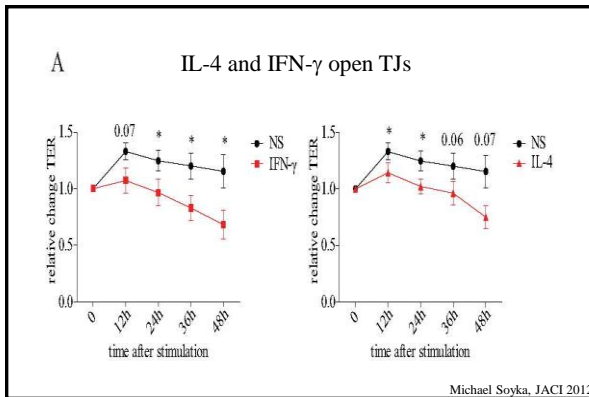 A
IL-4 and IFN-γ open TJs
0.07 * * *
1.5
1.0
0.5
0.0
relative change TER
NS
IFN-γ
0 12h 24h 36h 48h
time after stimulation
* * 0.06 0.07
1.5
1.0
0.5
0.0
relative change TER
NS
IL-4
0 12h 24h 36h 48h
time after stimulation
Michael Soyka, JACI 2012